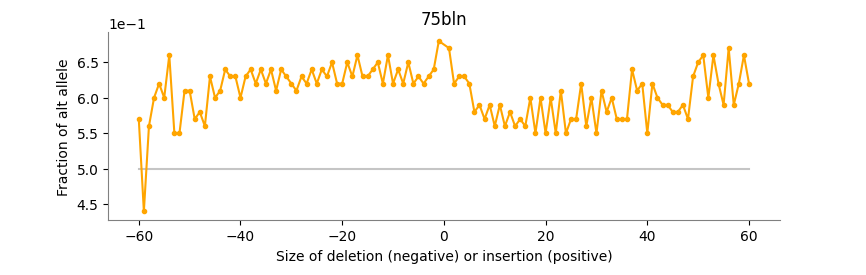 75bln
1e−1
Fraction of alt allele
6.5
6.0
5.5
5.0
4.5
−60 −40 −20 0 20 40 60
Size of deletion (negative) or insertion (positive)